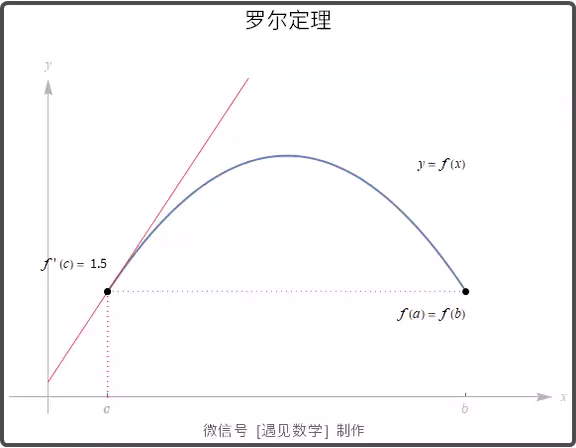 罗尔定理
y
y = f(x)
f'(c) = 1.5
f(a) = f(b)
a b x
微信号 [遇见数学] 制作